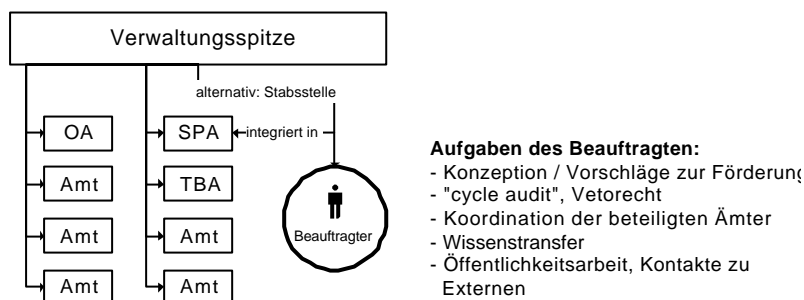 Verwaltungsspitze
alternativ: Stabsstelle
OA
SPA
integriert in
Amt
TBA
Amt
Amt
Amt
Amt
Beauftragter
Aufgaben des Beauftragten:
- Konzeption / Vorschläge zur Förderung
- "cycle audit", Vetorecht
- Koordination der beteiligten Ämter
- Wissenstransfer
- Öffentlichkeitsarbeit, Kontakte zu
Externen